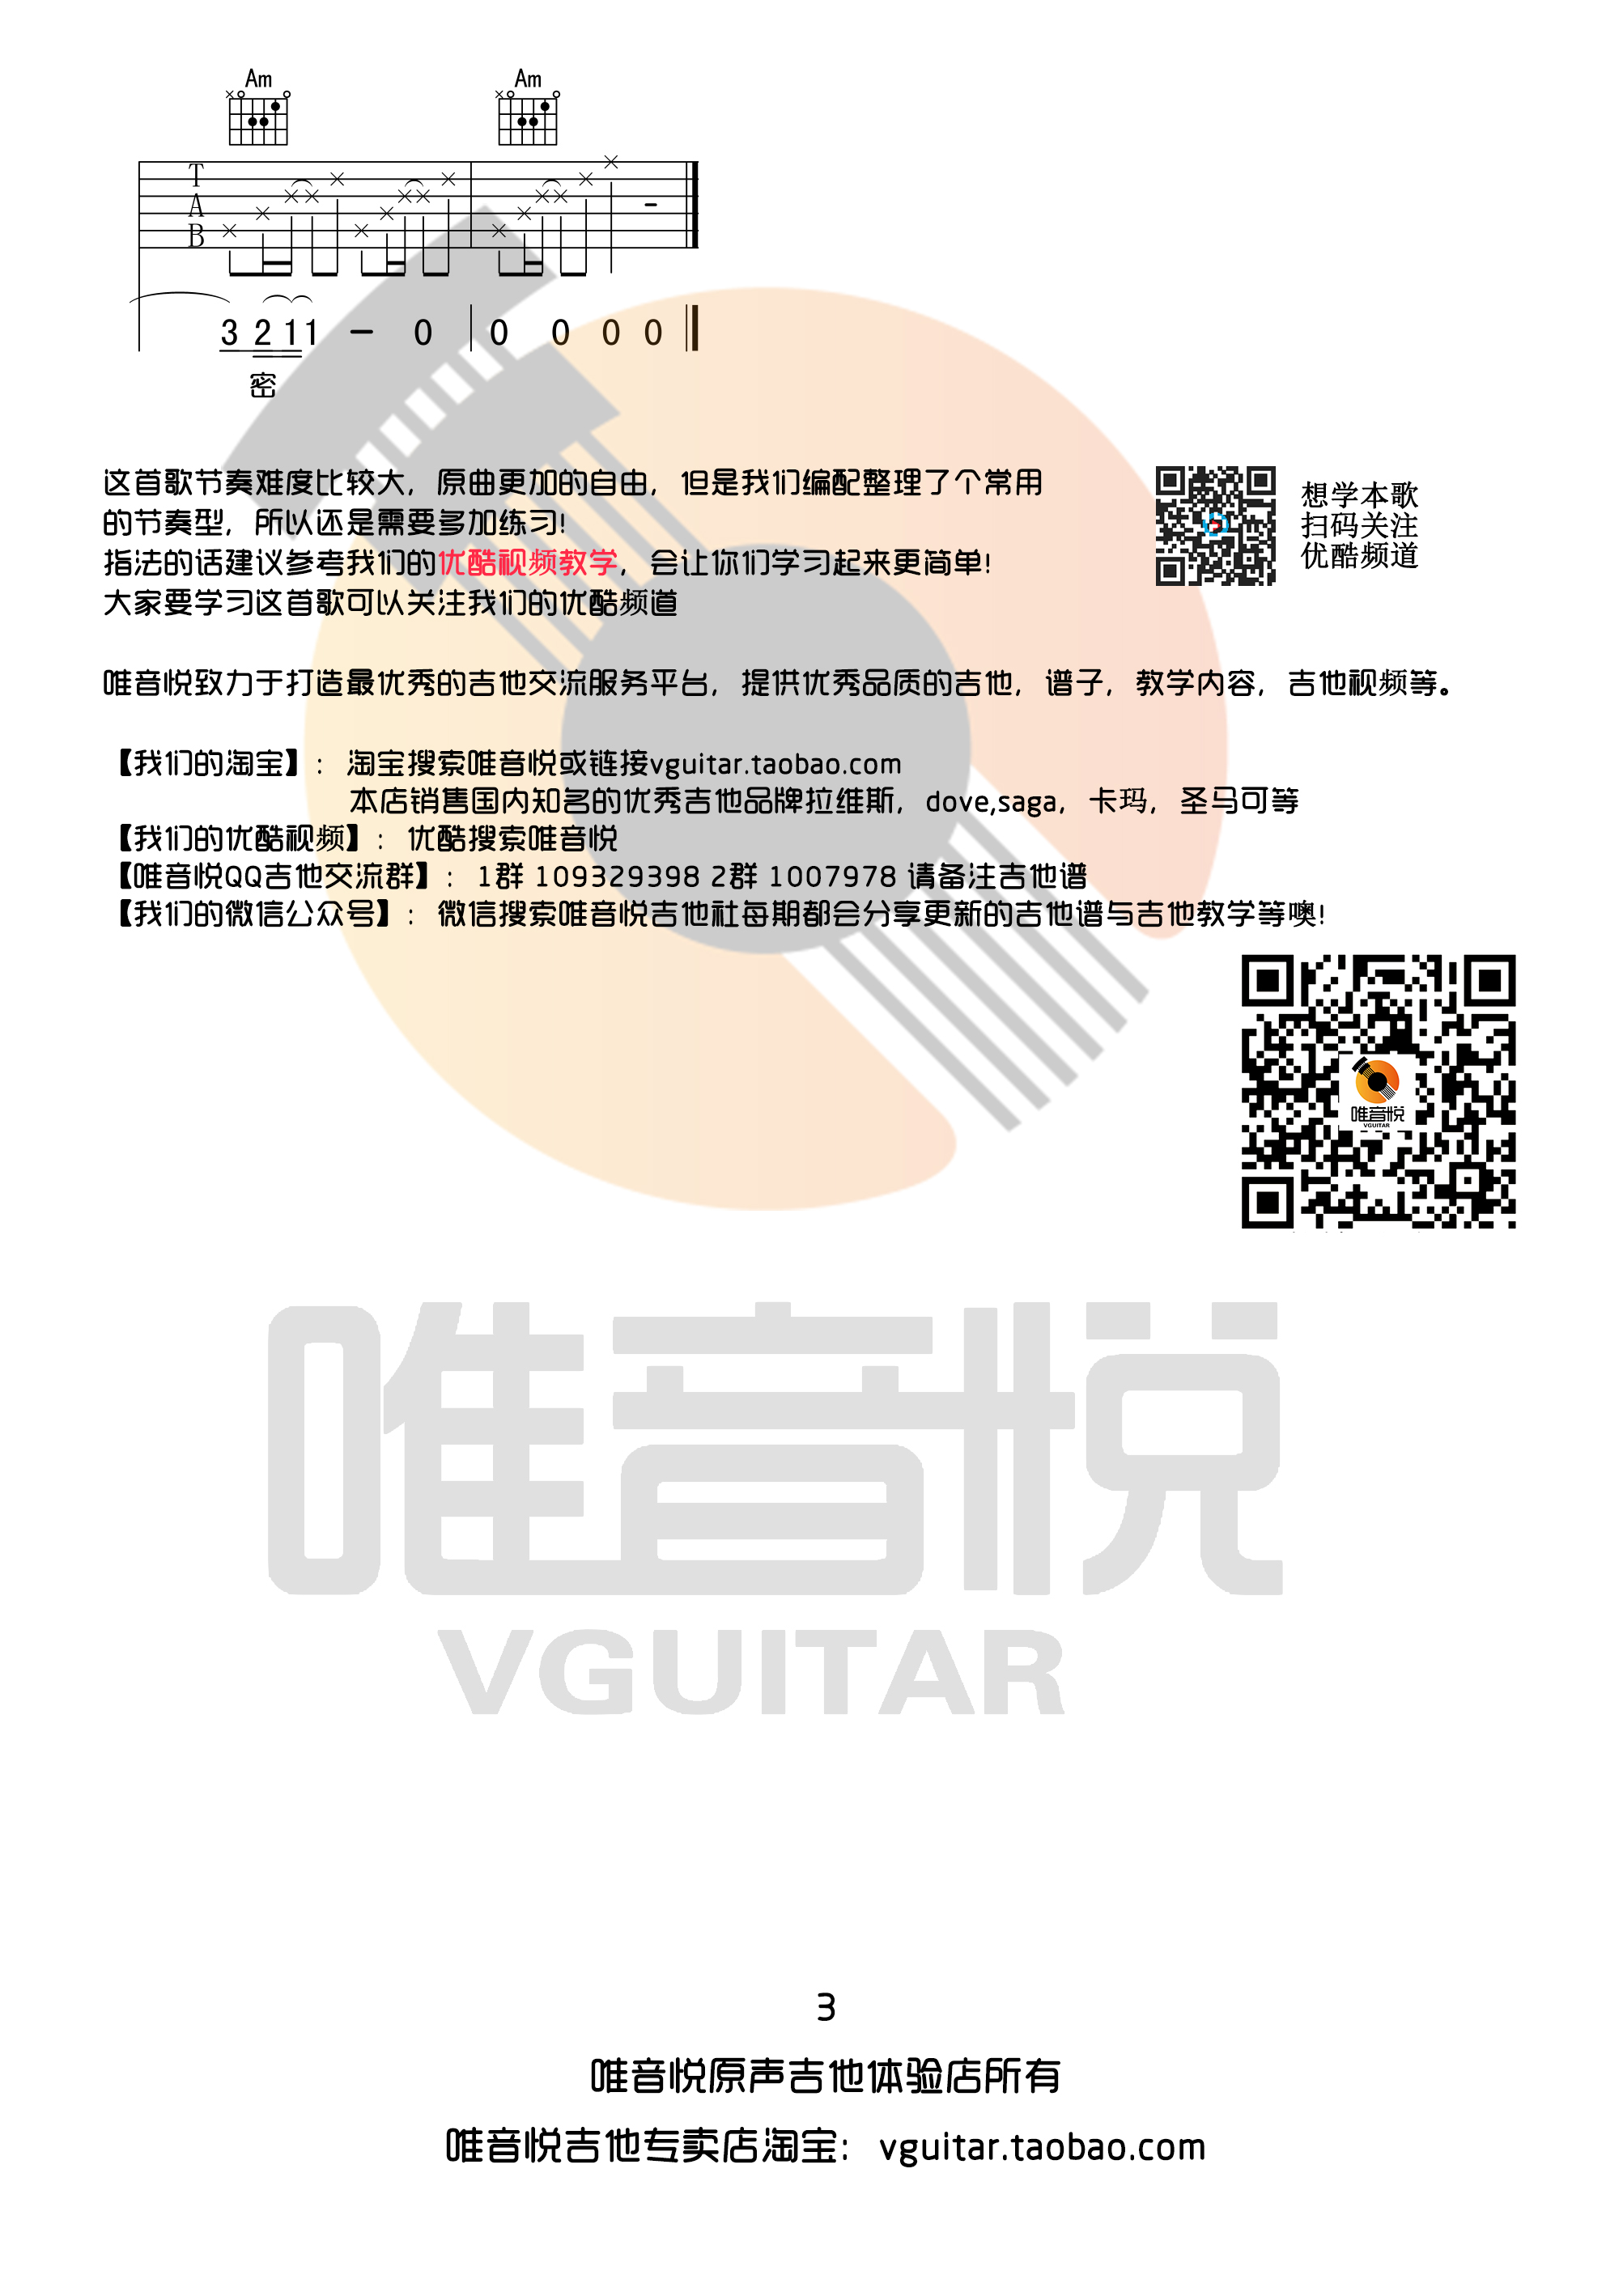 Am Am
T
A
B
3 2 1 1 - 0 0 0 0 0
密
这首歌节奏难度比较大，原曲更加的自由，但是我们编配整理了个常用
的节奏型，所以还是需要多加练习!
指法的话建议参考我们的优酷视频教学，会让你们学习起来更简单!
大家要学习这首歌可以关注我们的优酷频道
想学本歌
扫码关注
优酷频道
唯音悦致力于打造最优秀的吉他交流服务平台，提供优秀品质的吉他，谱子，教学内容，吉他视频等。
【我们的淘宝】：淘宝搜索唯音悦或链接vguitar.taobao.com
本店销售国内知名的优秀吉他品牌拉维斯，dove,saga，卡玛，圣马可等
【我们的优酷视频】：优酷搜索唯音悦
【唯音悦QQ吉他交流群】：1群 109329398 2群 1007978 请备注吉他谱
【我们的微信公众号】：微信搜索唯音悦吉他社每期都会分享更新的吉他谱与吉他教学等噢!
唯音悦
VGUITAR
唯音悦
VGUITAR
3
唯音悦原声吉他体验店所有
唯音悦吉他专卖店淘宝：vguitar.taobao.com